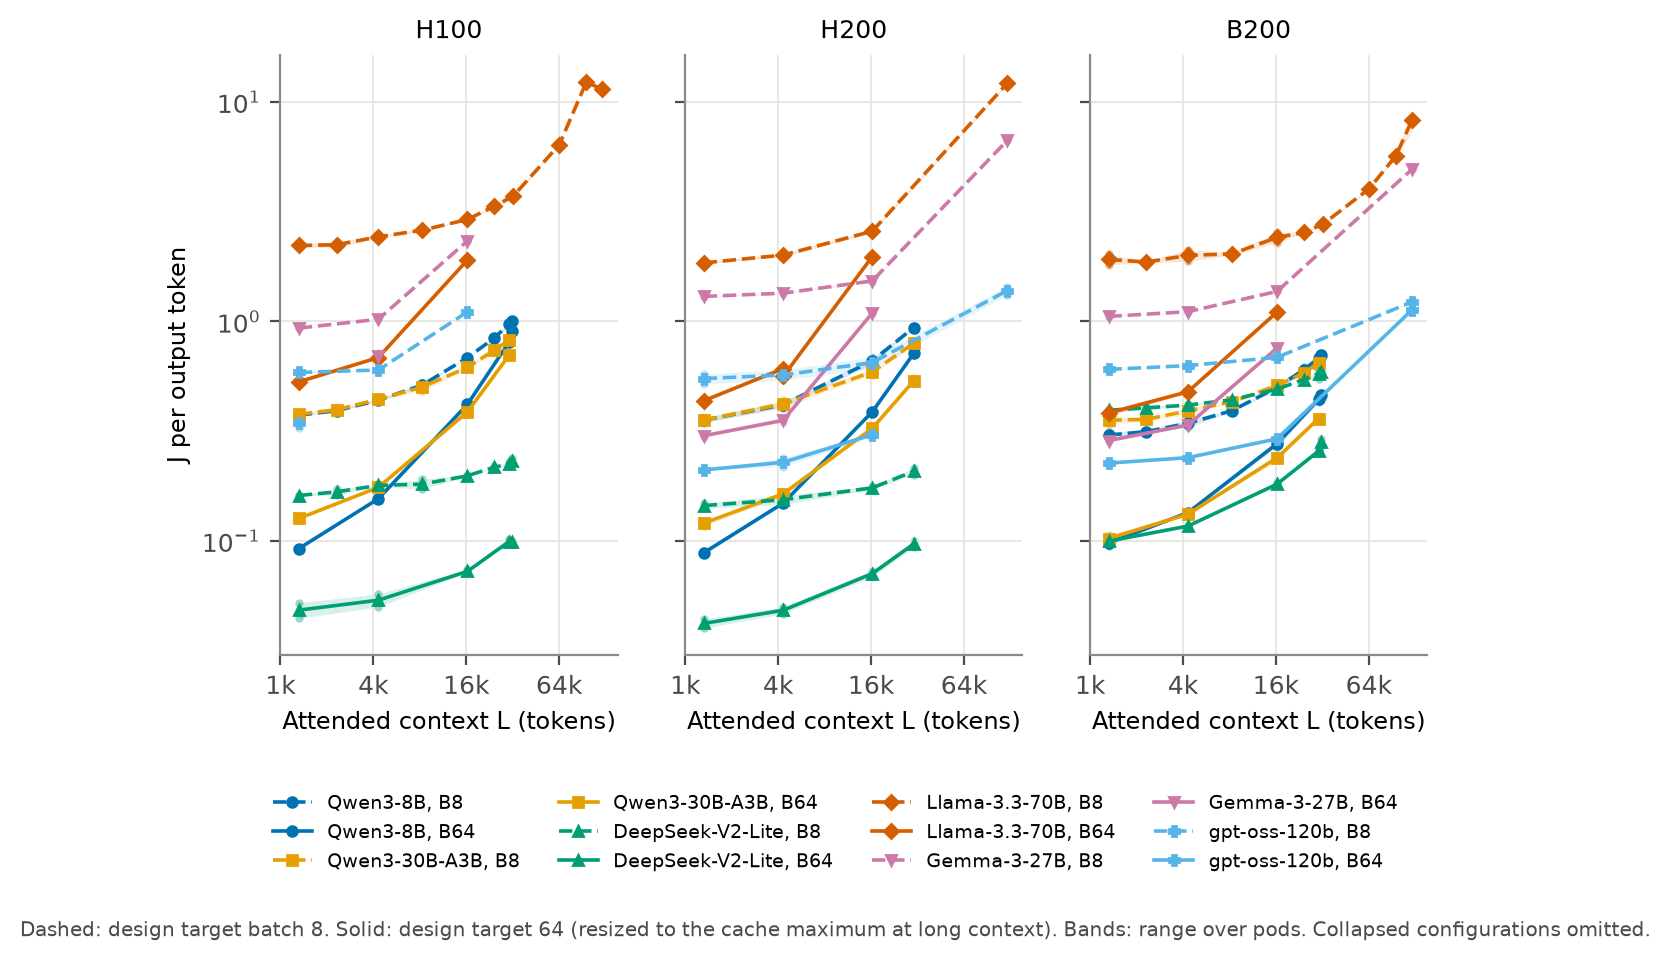 H100 H200 B200
J per output token
10¹
10⁰
10⁻¹
1k 4k 16k 64k 1k 4k 16k 64k 1k 4k 16k 64k
Attended context L (tokens) Attended context L (tokens) Attended context L (tokens)
Qwen3-8B, B8 Qwen3-30B-A3B, B64 Llama-3.3-70B, B8 Gemma-3-27B, B64
Qwen3-8B, B64 DeepSeek-V2-Lite, B8 Llama-3.3-70B, B64 gpt-oss-120b, B8
Qwen3-30B-A3B, B8 DeepSeek-V2-Lite, B64 Gemma-3-27B, B8 gpt-oss-120b, B64
Dashed: design target batch 8. Solid: design target 64 (resized to the cache maximum at long context). Bands: range over pods. Collapsed configurations omitted.